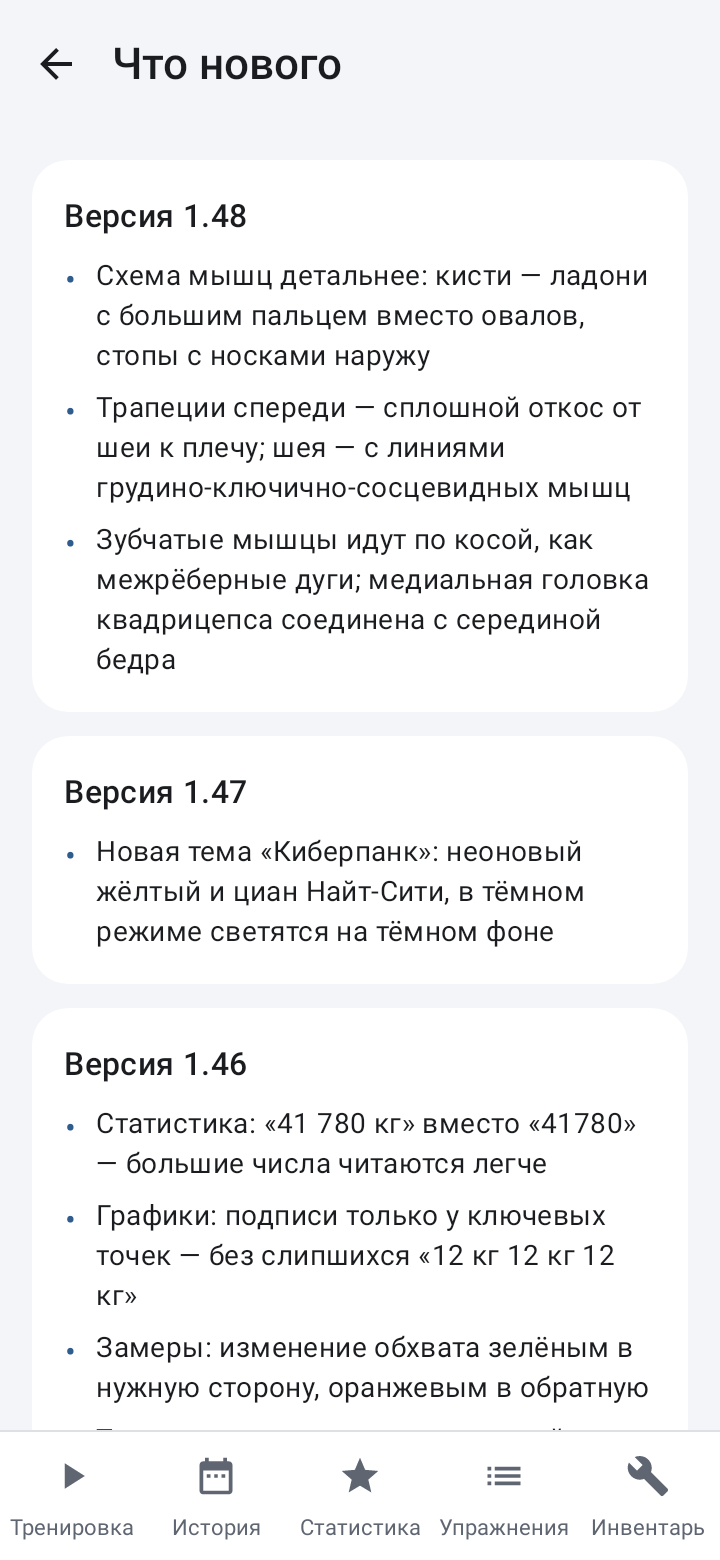 Что нового
Версия 1.48
• Схема мышц детальнее: кисти — ладони
с большим пальцем вместо овалов,
стопы с носками наружу
• Трапеции спереди — сплошной откос от
шеи к плечу; шея — с линиями
грудино-ключично-сосцевидных мышц
• Зубчатые мышцы идут по косой, как
межрёберные дуги; медиальная головка
квадрицепса соединена с серединой
бедра
Версия 1.47
• Новая тема «Киберпанк»: неоновый
жёлтый и циан Найт-Сити, в тёмном
режиме светятся на тёмном фоне
Версия 1.46
• Статистика: «41 780 кг» вместо «41780»
— большие числа читаются легче
• Графики: подписи только у ключевых
точек — без слипшихся «12 кг 12 кг 12
кг»
• Замеры: изменение обхвата зелёным в
нужную сторону, оранжевым в обратную
Тренировка
История
Статистика
Упражнения
Инвентарь